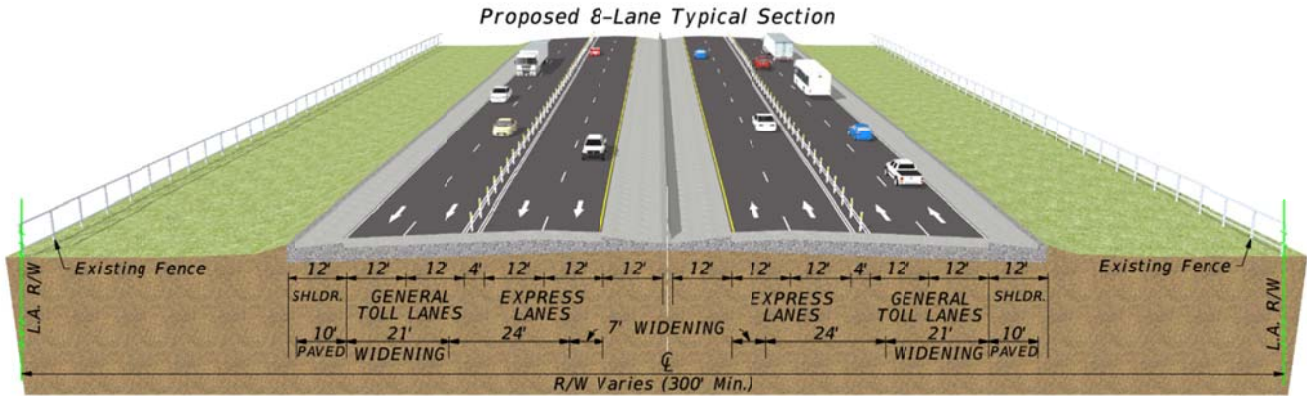 Proposed 8-Lane Typical Section
Existing Fence
Existing Fence
L.A. R/W
L.A. R/W
12' 12' 12' 4' 12' 12' 12' 12' 12' 12' 4' 12' 12' 12'
SHLDR. GENERAL TOLL LANES EXPRESS LANES EXPRESS LANES GENERAL TOLL LANES SHLDR.
10' 21' 24' 7' WIDENING 24' 21' 10'
PAVED WIDENING WIDENING PAVED
℄
R/W Varies (300' Min.)